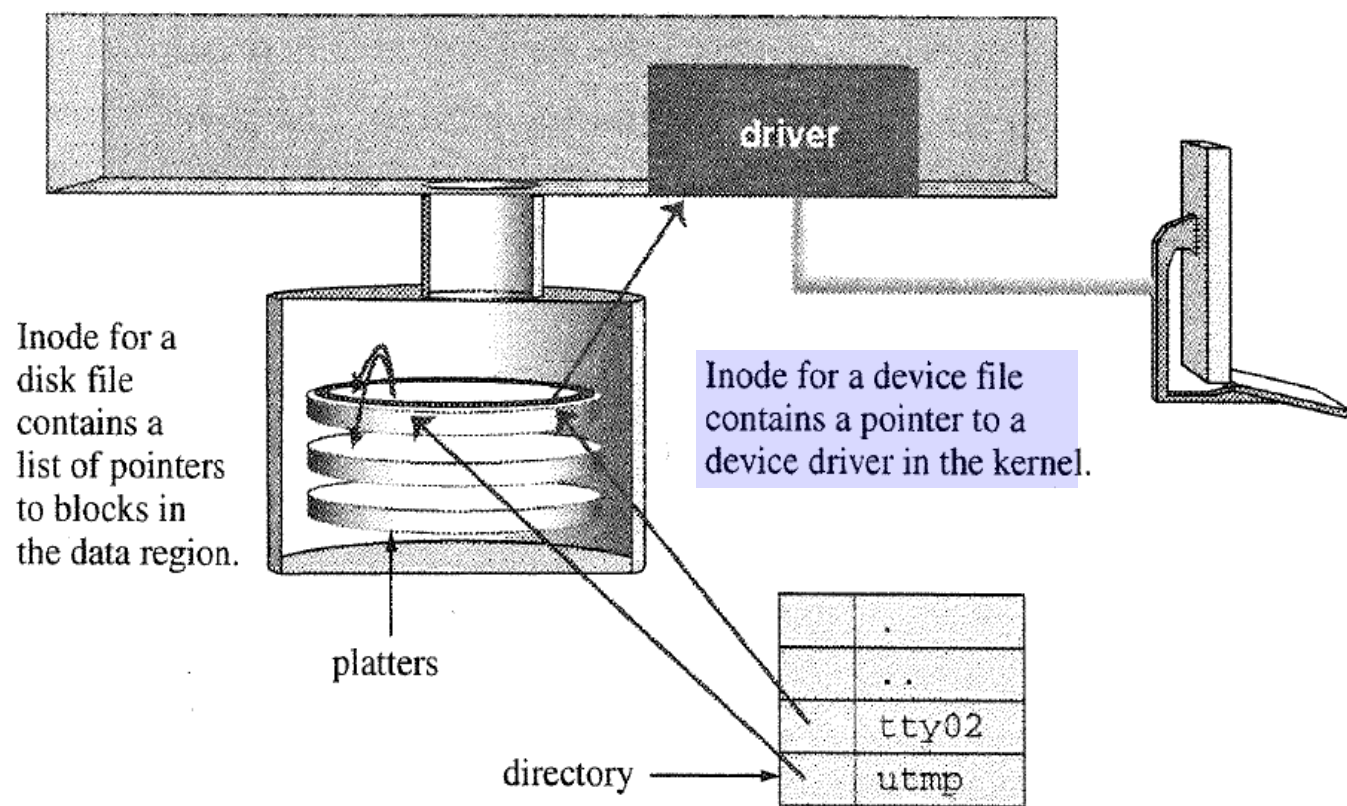 driver
Inode for a
disk file
contains a
list of pointers
to blocks in
the data region.
Inode for a device file
contains a pointer to a
device driver in the kernel.
platters
.
..
tty02
directory
utmp